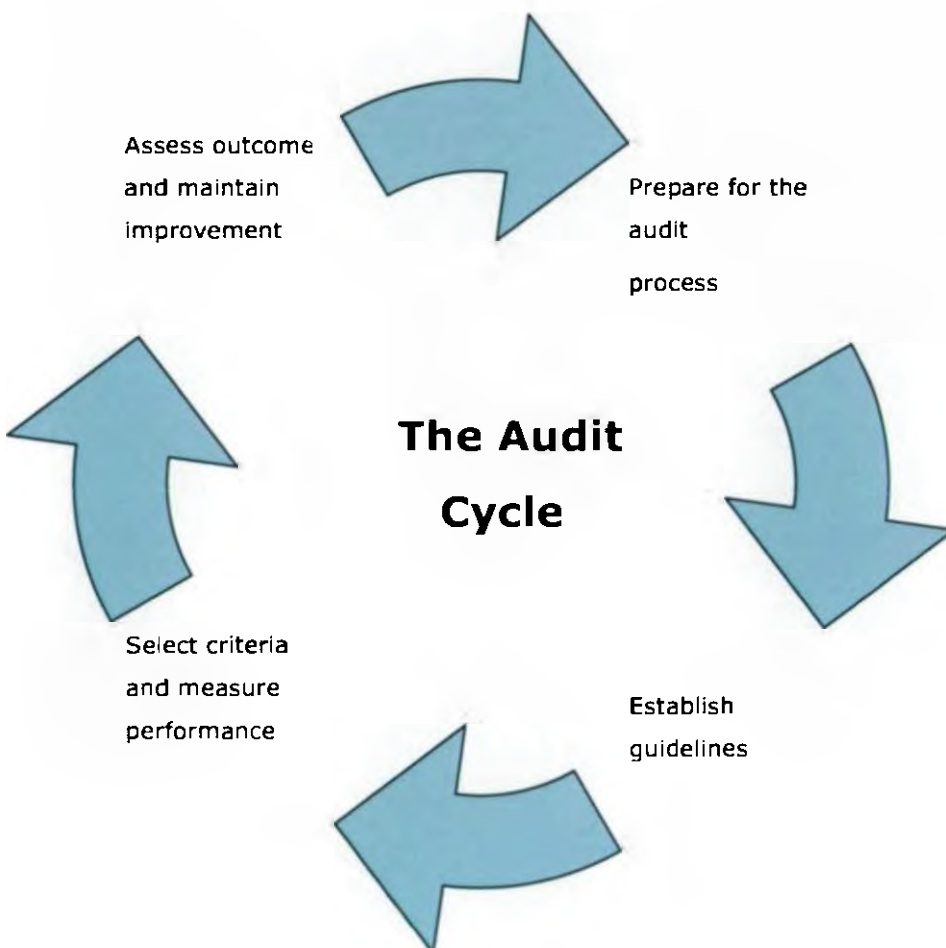 Assess outcome
and maintain
improvement
Prepare for the
audit
process
The Audit
Cycle
Select criteria
and measure
performance
Establish
guidelines